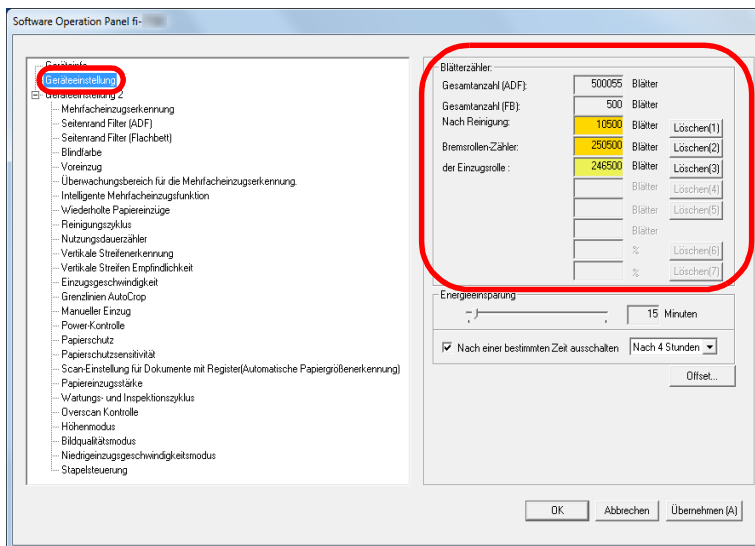 Software Operation Panel fi-
Geräteinfo
Geräteeinstellung
Geräteeinstellung 2
Mehrfacheinzugserkennung
Seitenrand Filter (ADF)
Seitenrand Filter (Flachbett)
Blindfarbe
Voreinzug
Überwachungsbereich für die Mehrfacheinzugserkennung.
Intelligente Mehrfacheinzugsfunktion
Wiederholte Papiereinzüge
Reinigungszyklus
Nutzungsdauerzähler
Vertikale Streifenerkennung
Vertikale Streifen Empfindlichkeit
Einzugsgeschwindigkeit
Grenzlinien AutoCrop
Manueller Einzug
Power-Kontrolle
Papierschutz
Papierschutzsensitivität
Scan-Einstellung für Dokumente mit Register(Automatische Papiergrößenerkennung)
Papiereinzugsstärke
Wartungs- und Inspektionszyklus
Overscan Kontrolle
Höhenmodus
Bildqualitätsmodus
Niedrigeinzugsgeschwindigkeitsmodus
Stapelsteuerung
Blätterzähler:
Gesamtanzahl (ADF): 500055 Blätter
Gesamtanzahl (FB): 500 Blätter
Nach Reinigung: 10500 Blätter Löschen(1)
Bremsrollen-Zähler: 250500 Blätter Löschen(2)
der Einzugsrolle : 246500 Blätter Löschen(3)
Blätter Löschen(4)
Blätter Löschen(5)
Blätter
% Löschen(6)
% Löschen(7)
Energieeinsparung
15 Minuten
Nach einer bestimmten Zeit ausschalten Nach 4 Stunden
Offset...
OK Abbrechen Übernehmen (A)